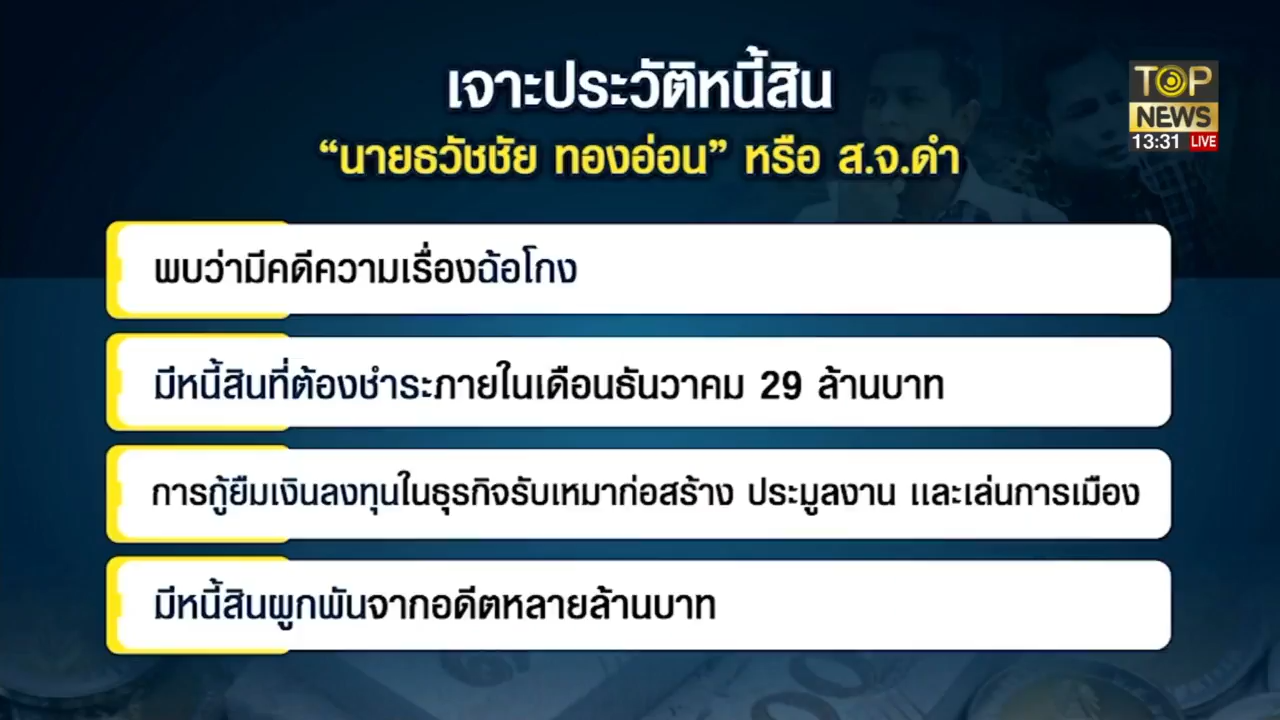 เจาะประวัติหนี้สิน
“นายธวัชชัย ทองอ่อน” หรือ ส.จ.ดำ
TOP
NEWS
13:31 LIVE
พบว่ามีคดีความเรื่องฉ้อโกง
มีหนี้สินที่ต้องชำระภายในเดือนธันวาคม 29 ล้านบาท
การกู้ยืมเงินลงทุนในธุรกิจรับเหมาก่อสร้าง ประมูลงาน และเล่นการเมือง
มีหนี้สินผูกพันจากอดีตหลายล้านบาท